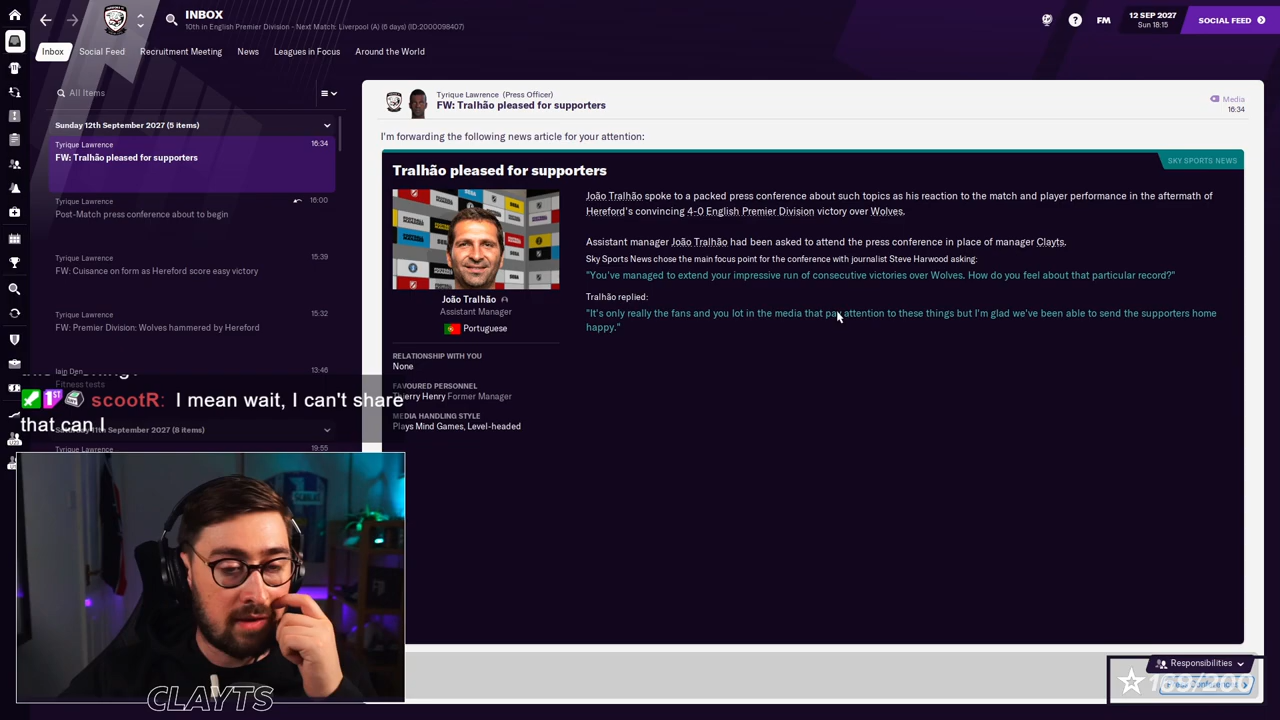 INBOX
10th in English Premier Division - Next Match: Liverpool (A) (6 days) (ID:2000098407)
FM
12 SEP 2027
Sun 18:15
SOCIAL FEED
Inbox
Social Feed
Recruitment Meeting
News
Leagues in Focus
Around the World
All Items
Sunday 12th September 2027 (5 items)
Tyrique Lawrence
16:34
FW: Tralhão pleased for supporters
Tyrique Lawrence
16:00
Post-Match press conference about to begin
Tyrique Lawrence
15:39
FW: Cuisance on form as Hereford score easy victory
Tyrique Lawrence
15:32
FW: Premier Division: Wolves hammered by Hereford
Iain Den
13:46
Fitness tests
scootR: I mean wait, I can't share
that can I
Saturday 11th September 2027 (8 items)
Tyrique Lawrence
19:55
Tyrique Lawrence (Press Officer)
FW: Tralhão pleased for supporters
Media
16:34
I'm forwarding the following news article for your attention:
SKY SPORTS NEWS
Tralhão pleased for supporters
João Tralhão
Assistant Manager
Portuguese
RELATIONSHIP WITH YOU
None
FAVOURED PERSONNEL
Thierry Henry Former Manager
MEDIA HANDLING STYLE
Plays Mind Games, Level-headed
João Tralhão spoke to a packed press conference about such topics as his reaction to the match and player performance in the aftermath of
Hereford's convincing 4-0 English Premier Division victory over Wolves.
Assistant manager João Tralhão had been asked to attend the press conference in place of manager Clayts.
Sky Sports News chose the main focus point for the conference with journalist Steve Harwood asking:
"You've managed to extend your impressive run of consecutive victories over Wolves. How do you feel about that particular record?"
Tralhão replied:
"It's only really the fans and you lot in the media that pay attention to these things but I'm glad we've been able to send the supporters home
happy."
Responsibilities
169/200
CLAYTS